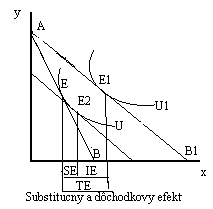 y
A
E
E1
E2
U1
U
B
B1
x
SE IE
TE
Substitucny a dôchodkovy efekt